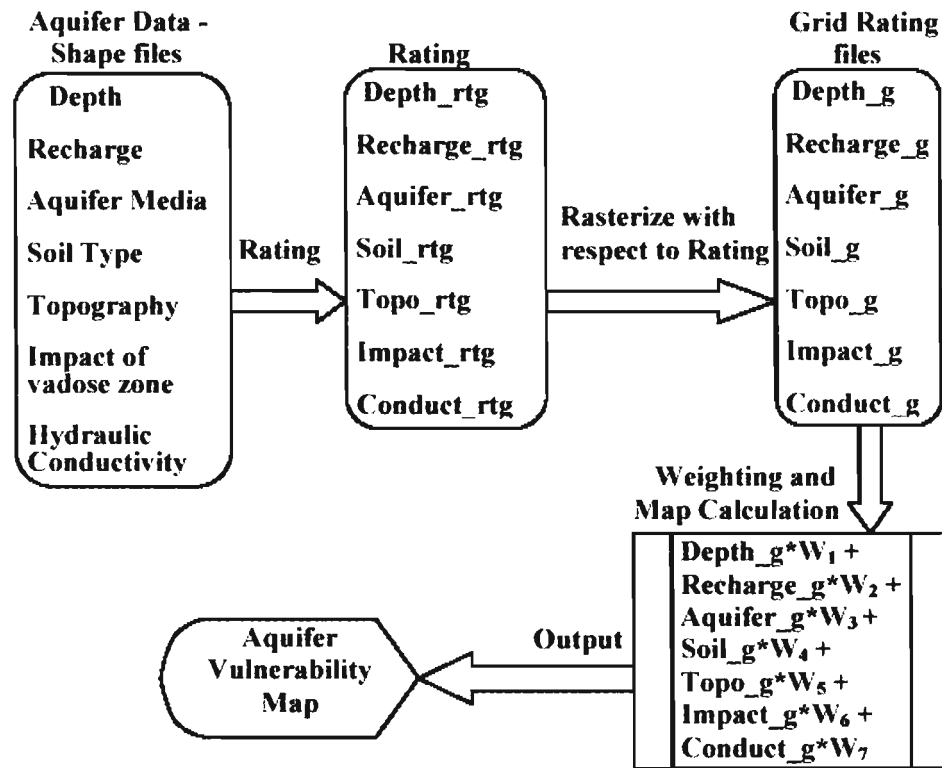 Aquifer Data -
Shape files
Depth
Recharge
Aquifer Media
Soil Type
Topography
Impact of
vadose zone
Hydraulic
Conductivity
Rating
Rating
Depth_rtg
Recharge_rtg
Aquifer_rtg
Soil_rtg
Topo_rtg
Impact_rtg
Conduct_rtg
Rasterize with
respect to Rating
Grid Rating
files
Depth_g
Recharge_g
Aquifer_g
Soil_g
Topo_g
Impact_g
Conduct_g
Weighting and
Map Calculation
Depth_g*W₁ +
Recharge_g*W₂ +
Aquifer_g*W₃ +
Soil_g*W₄ +
Topo_g*W₅ +
Impact_g*W₆ +
Conduct_g*W₇
Output
Aquifer
Vulnerability
Map